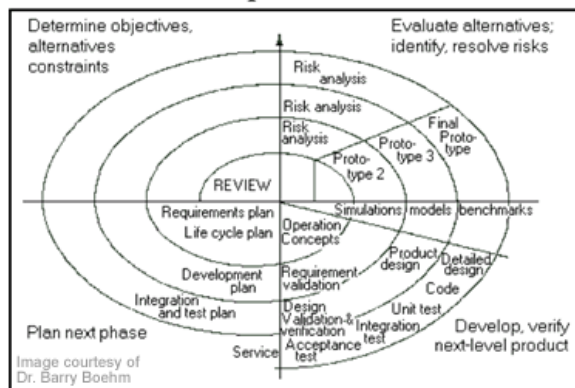 Determine objectives,
alternatives
constraints
Evaluate alternatives;
identify, resolve risks
Risk
analysis
Risk analysis
Risk
analysis
Final
Proto-
type
Proto-
type 3
Proto-
type 2
REVIEW
Requirements plan
Life cycle plan
Simulations, models, benchmarks
Operation
Concepts
Development
plan
Requirement
validation
Product
design
Detailed
design
Integration
and test plan
Design
Validation&
verification
Code
Unit test
Integration
test
Acceptance
test
Service
Plan next phase
Develop, verify
next-level product
Image courtesy of
Dr. Barry Boehm